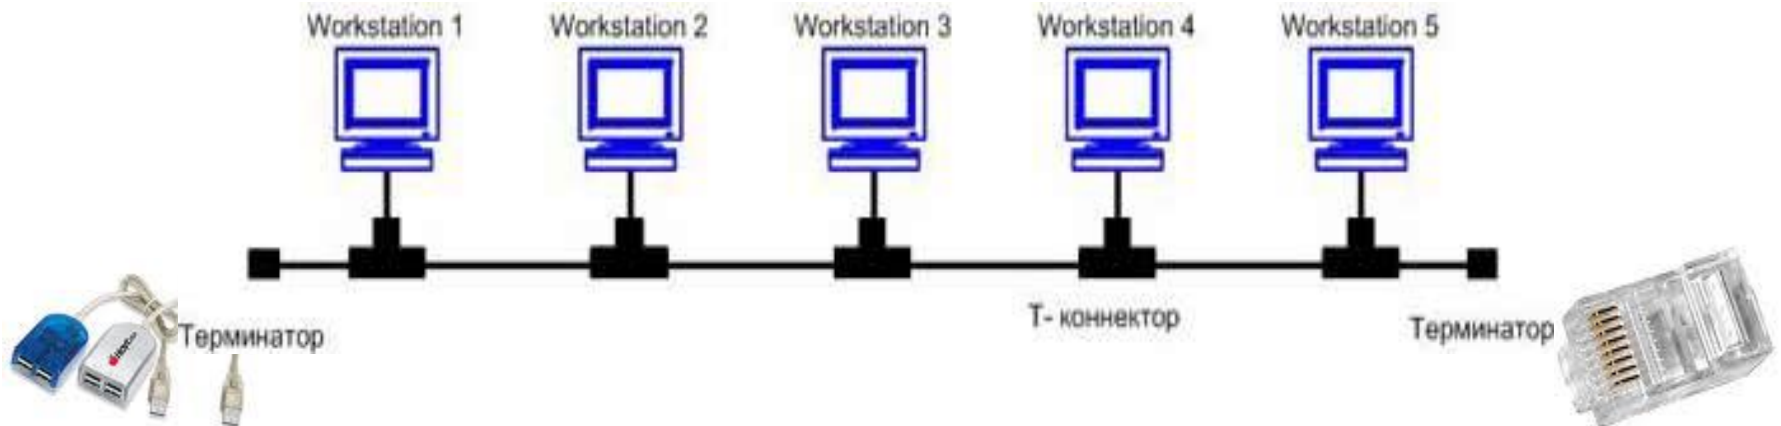 Workstation 1
Workstation 2
Workstation 3
Workstation 4
Workstation 5
Терминатор
Т- коннектор
Терминатор